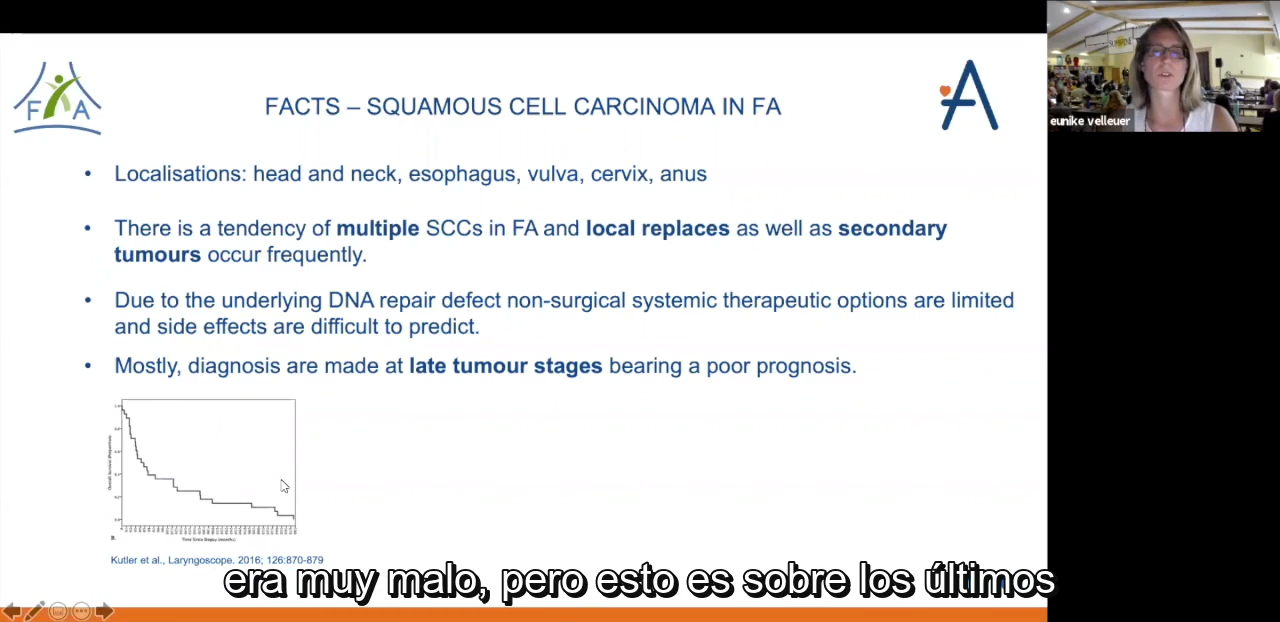 FA
A
FACTS – SQUAMOUS CELL CARCINOMA IN FA
eunike velleuer
• Localisations: head and neck, esophagus, vulva, cervix, anus
• There is a tendency of multiple SCCs in FA and local replaces as well as secondary
tumours occur frequently.
• Due to the underlying DNA repair defect non-surgical systemic therapeutic options are limited
and side effects are difficult to predict.
• Mostly, diagnosis are made at late tumour stages bearing a poor prognosis.
Kutler et al., Laryngoscope. 2016; 126:870-879
era muy malo, pero esto es sobre los últimos